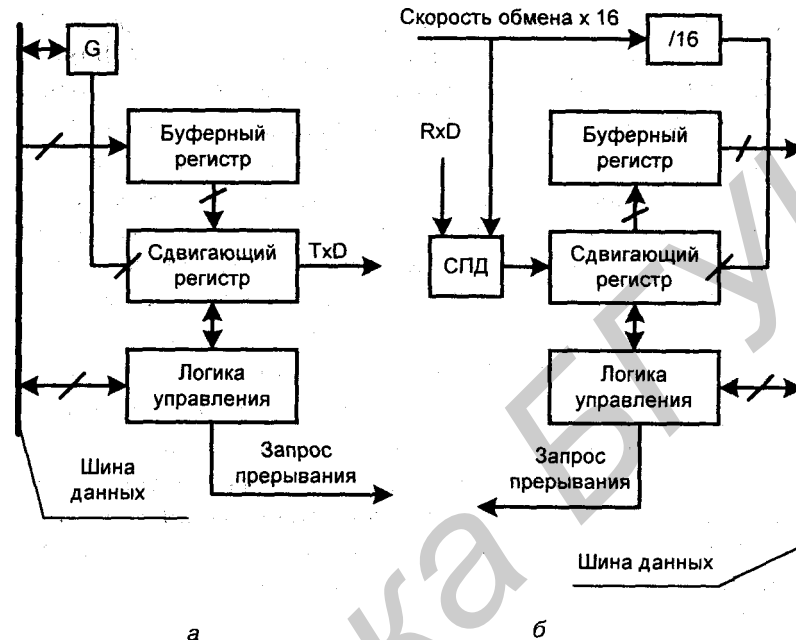 Скорость обмена x 16
G
/16
Буферный
регистр
Сдвигающий
регистр
TxD
Логика
управления
Запрос
прерывания
Шина
данных
а
RxD
Буферный
регистр
СПД
Сдвигающий
регистр
Логика
управления
Запрос
прерывания
Шина данных
б